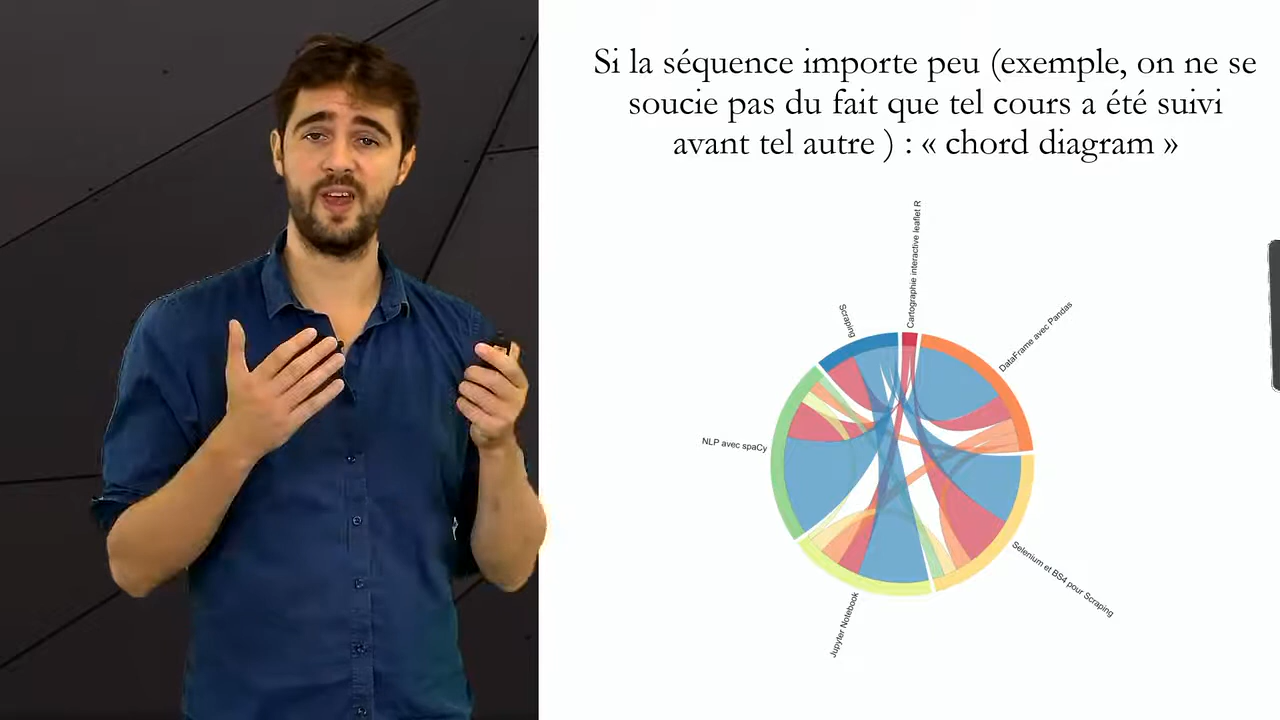 Si la séquence importe peu (exemple, on ne se
soucie pas du fait que tel cours a été suivi
avant tel autre ) : « chord diagram »
Cartographie interactive leaflet R
Scraping
DataFrame avec Pandas
NLP avec spaCy
Selenium et BS4 pour Scraping
Jupyter Notebook